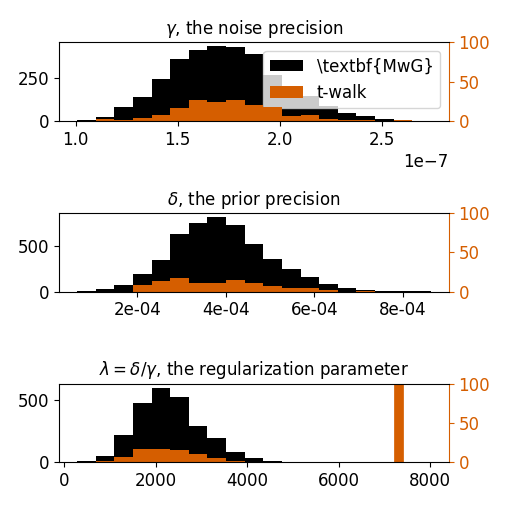 γ, the noise precision
250
0
100
50
0
\textbf{MwG}
t-walk
1.0 1.5 2.0 2.5
1e−7
δ, the prior precision
500
0
100
50
0
2e-04 4e-04 6e-04 8e-04
λ = δ/γ, the regularization parameter
500
0
100
50
0
0 2000 4000 6000 8000